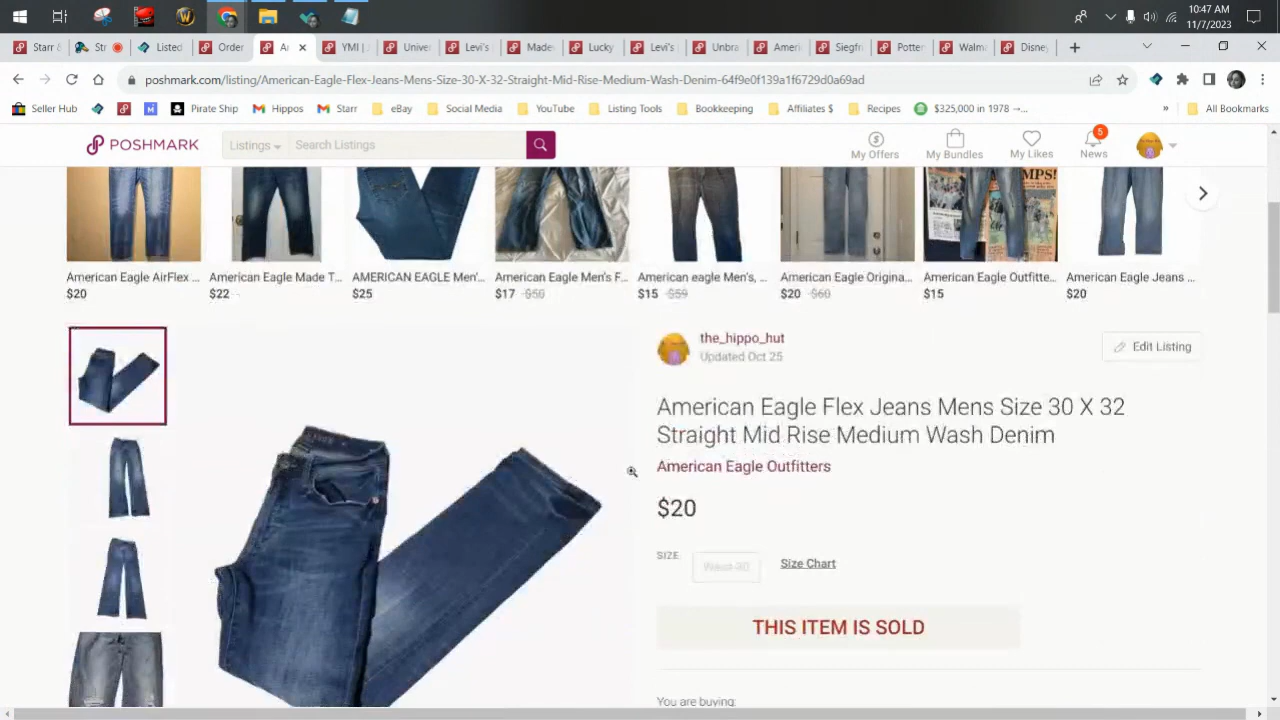 10:47 AM
11/7/2023
Starr &
Str
Listed
Order
A
YMI |
Univer
Levi's
Madev
Lucky
Levi's
Unbra
Ameri
Siegfr
Potter
Walma
Disney
poshmark.com/listing/American-Eagle-Flex-Jeans-Mens-Size-30-X-32-Straight-Mid-Rise-Medium-Wash-Denim-64f9e0f139a1f6729d0a69ad
Seller Hub
Pirate Ship
Hippos
Starr
eBay
Social Media
YouTube
Listing Tools
Bookkeeping
Affiliates $
Recipes
$325,000 in 1978 →...
»
All Bookmarks
POSHMARK
Listings
Search Listings
My Offers
My Bundles
My Likes
5
News
American Eagle AirFlex ...
$20
American Eagle Made T...
$22
AMERICAN EAGLE Men'...
$25
American Eagle Men's F...
$17 $50
American eagle Men's, ...
$15 $59
American Eagle Origina...
$20 $60
American Eagle Outfitte...
$15
American Eagle Jeans ...
$20
the_hippo_hut
Updated Oct 25
Edit Listing
American Eagle Flex Jeans Mens Size 30 X 32
Straight Mid Rise Medium Wash Denim
American Eagle Outfitters
$20
SIZE
Waist 30
Size Chart
THIS ITEM IS SOLD
You are buying: